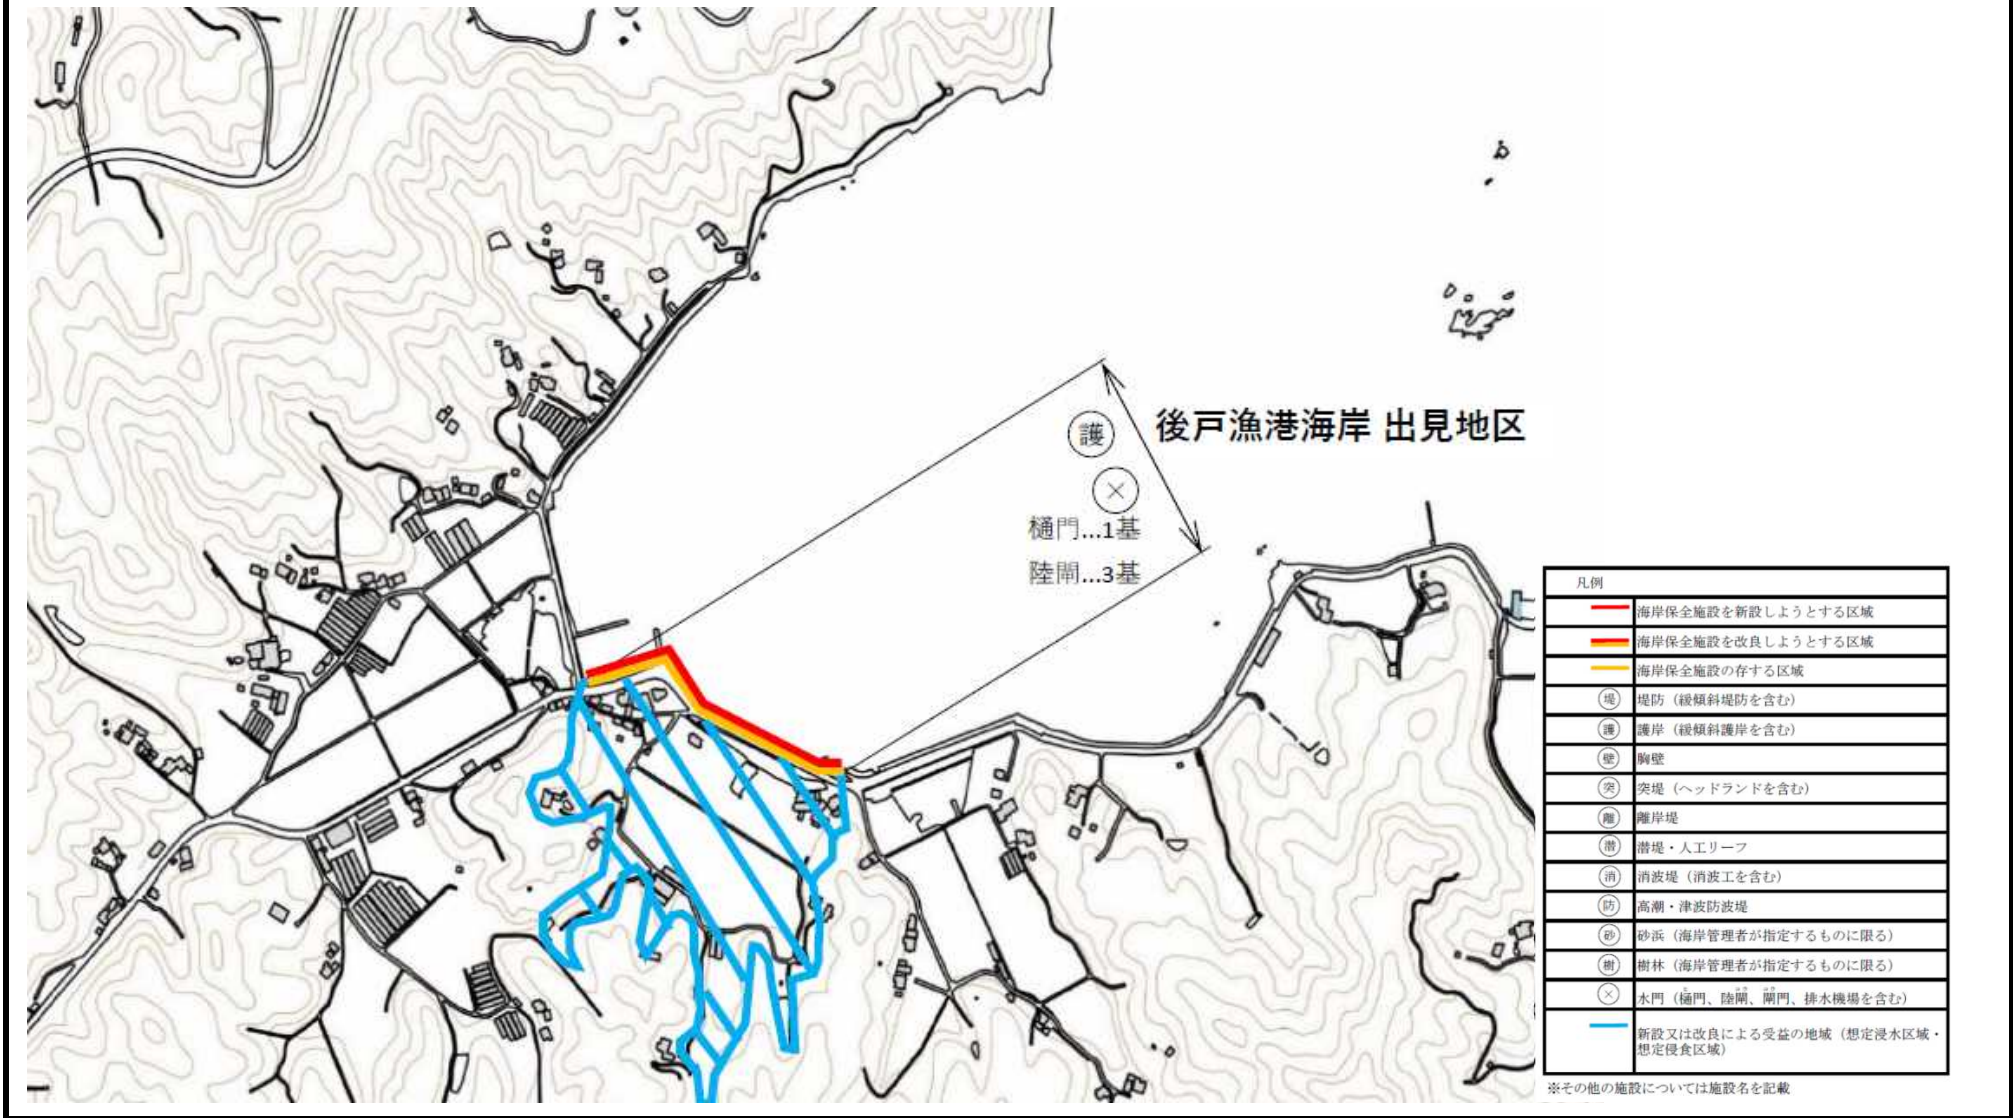 後戸漁港海岸 出見地区
護
×
樋門...1基
陸閘...3基
凡例
海岸保全施設を新設しようとする区域
海岸保全施設を改良しようとする区域
海岸保全施設の存する区域
堤 堤防（緩傾斜堤防を含む）
護 護岸（緩傾斜護岸を含む）
壁 胸壁
突 突堤（ヘッドランドを含む）
離 離岸堤
潜 潜堤・人工リーフ
消 消波堤（消波工を含む）
防 高潮・津波防波堤
砂 砂浜（海岸管理者が指定するものに限る）
樹 樹林（海岸管理者が指定するものに限る）
× 水門（樋門、陸閘、閘門、排水機場を含む）
新設又は改良による受益の地域（想定浸水区域・
想定侵食区域）
※その他の施設については施設名を記載